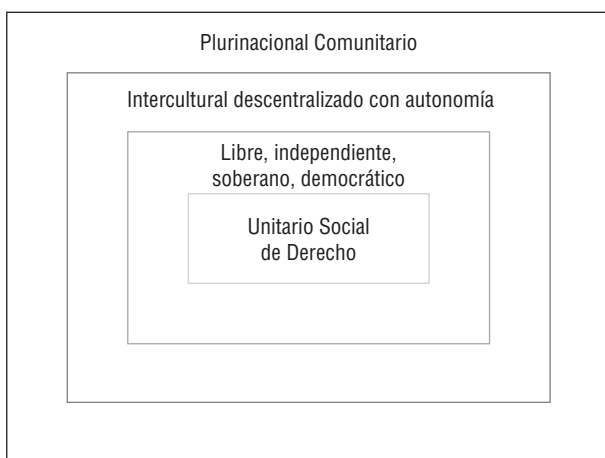 Plurinacional Comunitario
Intercultural descentralizado con autonomía
Libre, independiente,
soberano, democrático
Unitario Social
de Derecho